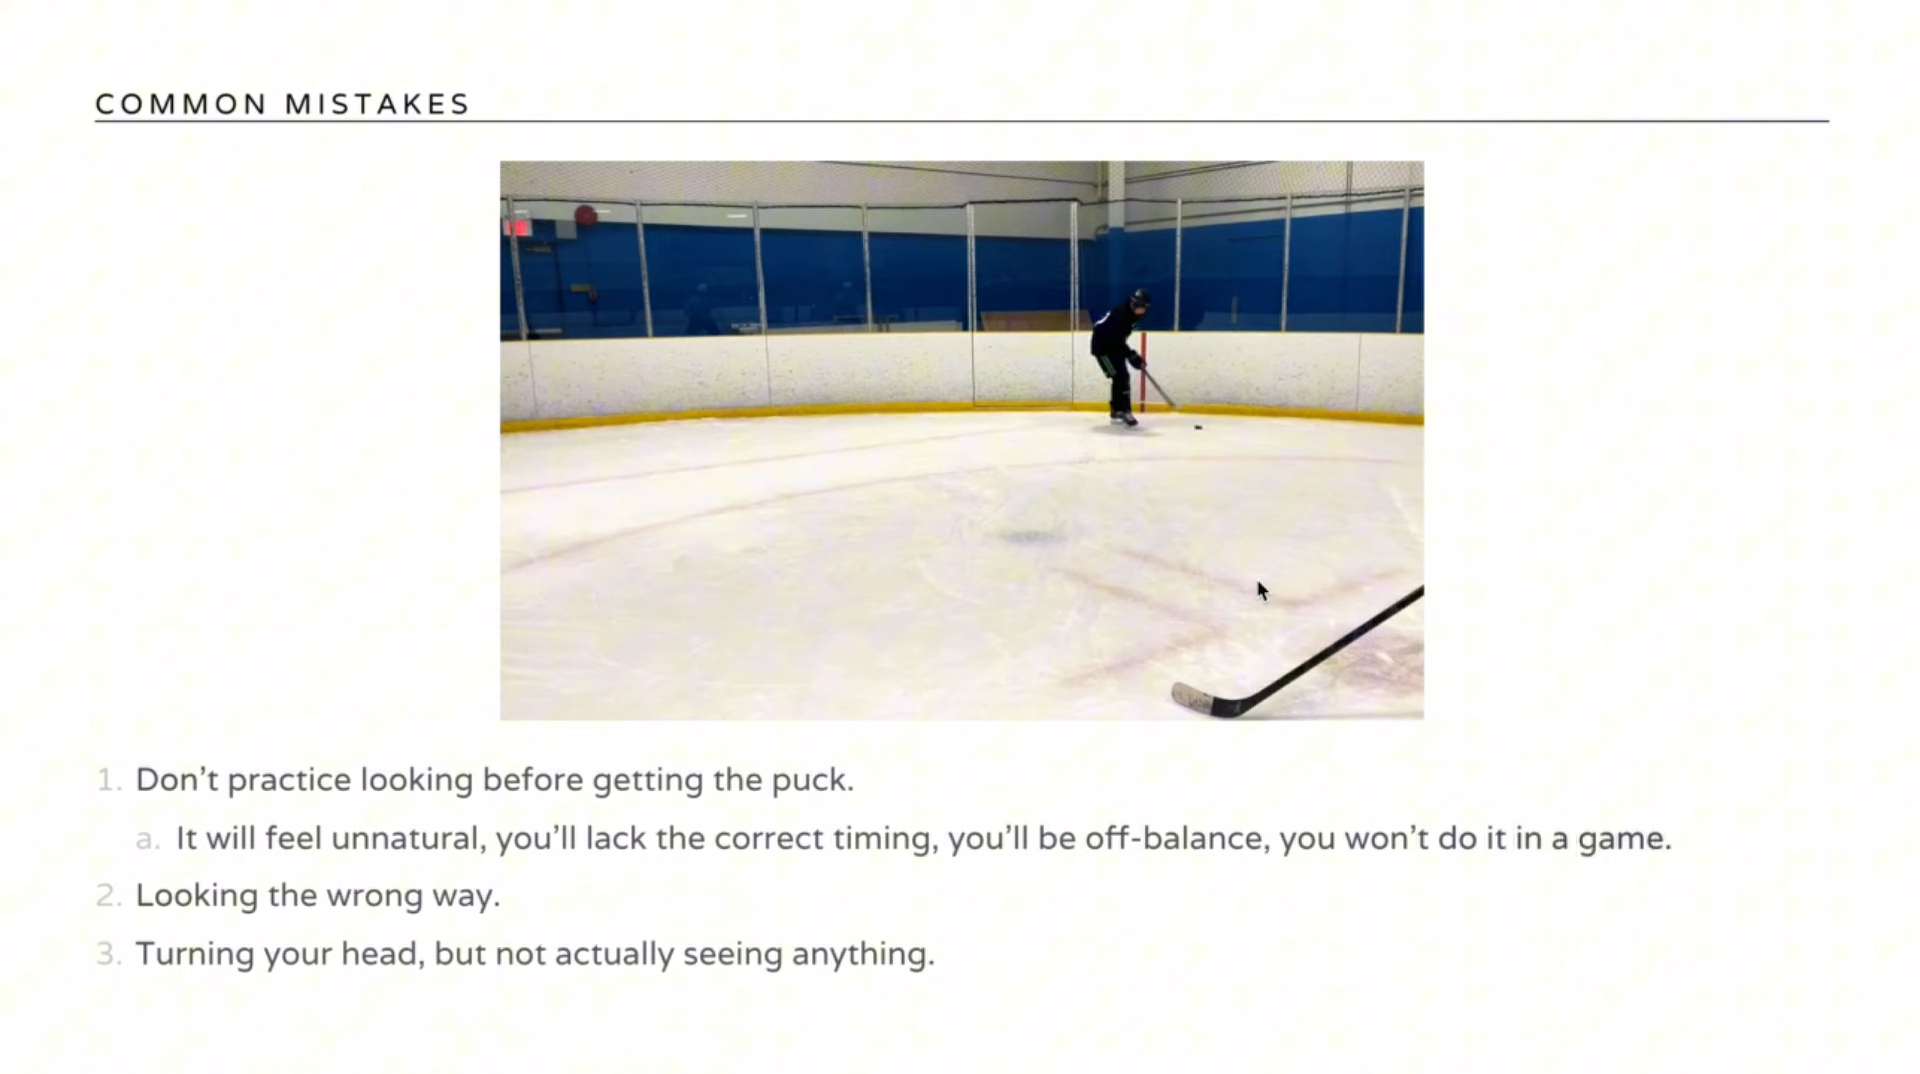 COMMON MISTAKES
1. Don't practice looking before getting the puck.
a. It will feel unnatural, you'll lack the correct timing, you'll be off-balance, you won't do it in a game.
2. Looking the wrong way.
3. Turning your head, but not actually seeing anything.